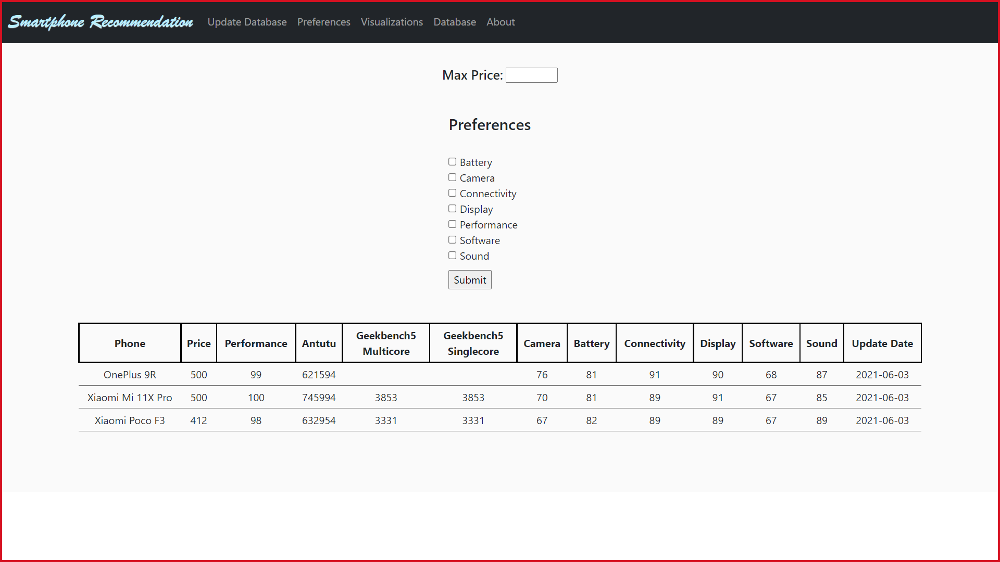 Smartphone Recommendation Update Database Preferences Visualizations Database About
Max Price:
Preferences
Battery
Camera
Connectivity
Display
Performance
Software
Sound
Submit
Phone Price Performance Antutu Geekbench5 Multicore Geekbench5 Singlecore Camera Battery Connectivity Display Software Sound Update Date
OnePlus 9R 500 99 621594 76 81 91 90 68 87 2021-06-03
Xiaomi Mi 11X Pro 500 100 745994 3853 3853 70 81 89 91 67 85 2021-06-03
Xiaomi Poco F3 412 98 632954 3331 3331 67 82 89 89 67 89 2021-06-03